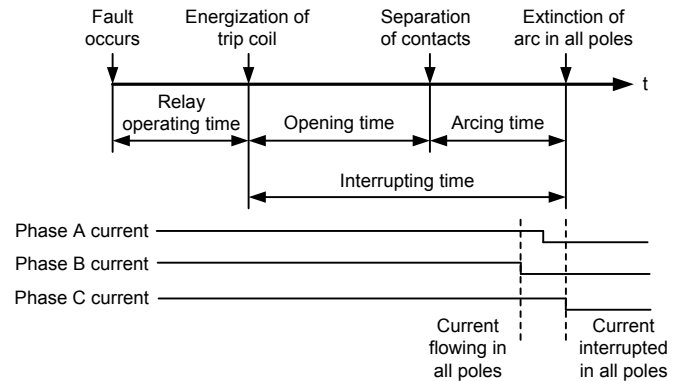 Fault
occurs
Energization of
trip coil
Separation
of contacts
Extinction of
arc in all poles
t
Relay
operating time
Opening time
Arcing time
Interrupting time
Phase A current
Phase B current
Phase C current
Current
flowing in
all poles
Current
interrupted
in all poles